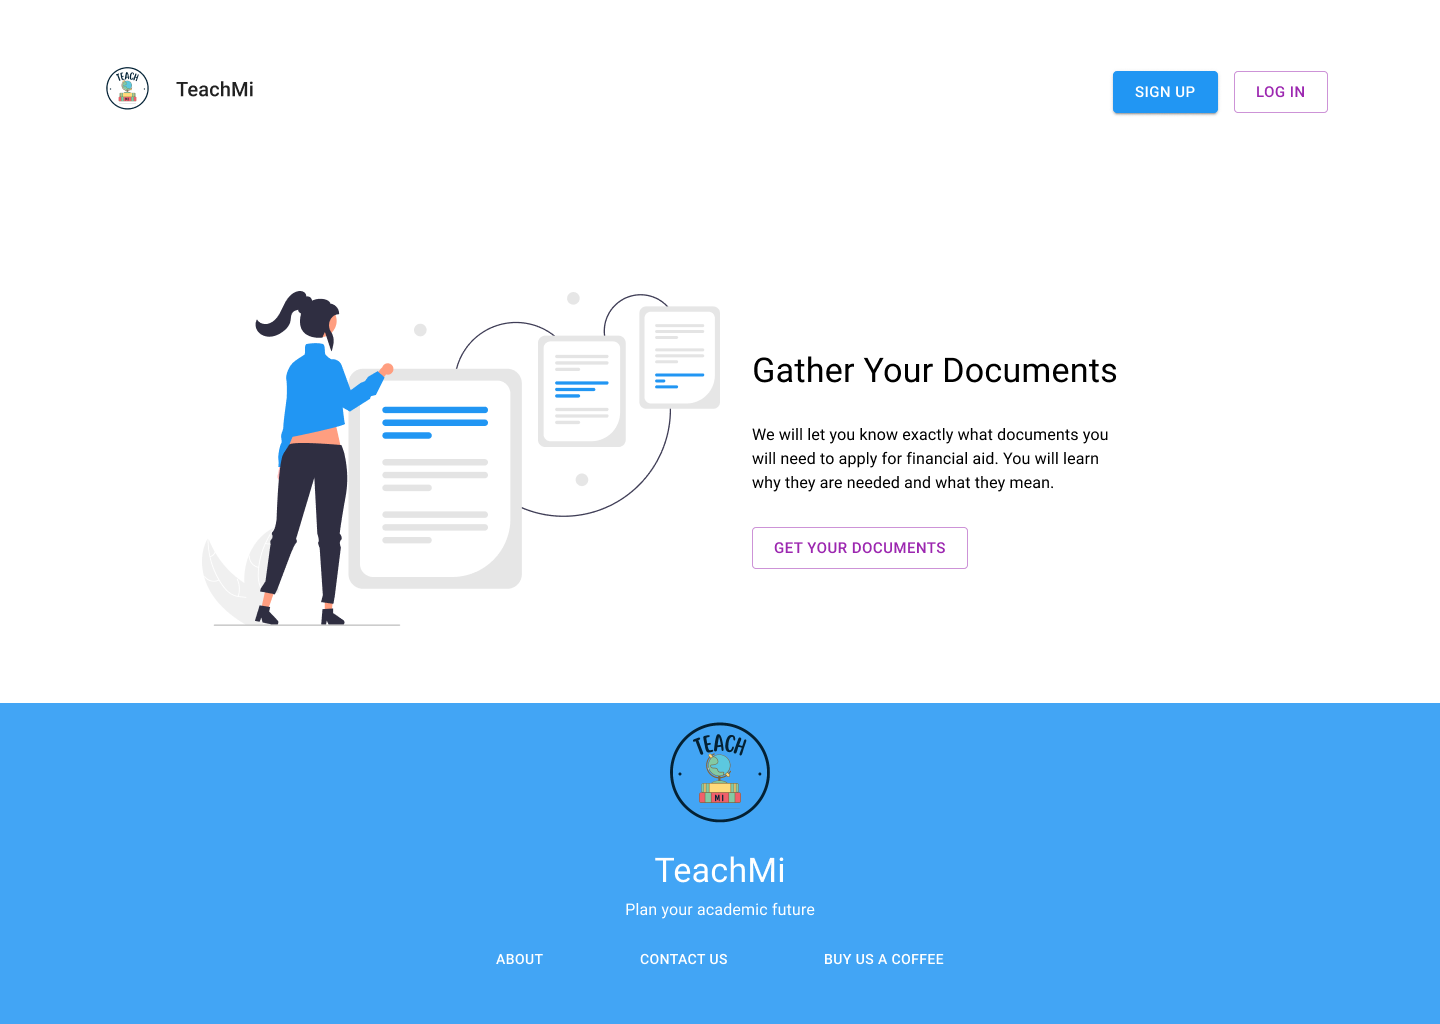 TEACH
MI
TeachMi
SIGN UP
LOG IN
Gather Your Documents
We will let you know exactly what documents you
will need to apply for financial aid. You will learn
why they are needed and what they mean.
GET YOUR DOCUMENTS
TEACH
MI
TeachMi
Plan your academic future
ABOUT
CONTACT US
BUY US A COFFEE